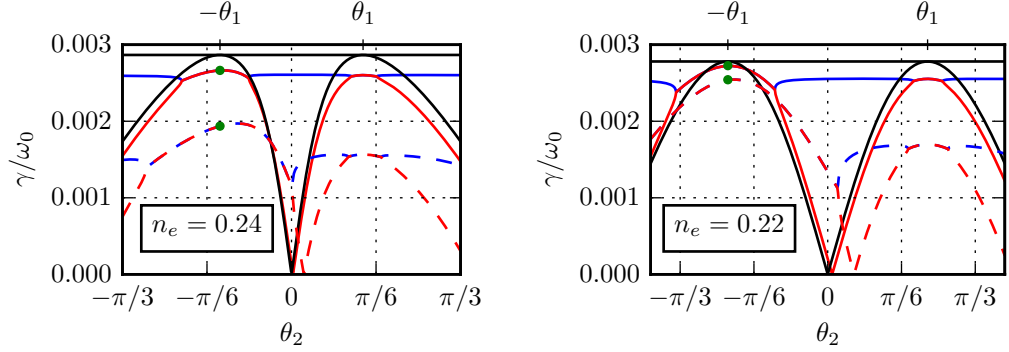 −θ₁ θ₁
0.003
0.002
0.001
0.000
γ/ω₀
nₑ = 0.24
−π/3 −π/6 0 π/6 π/3
θ₂
−θ₁ θ₁
0.003
0.002
0.001
0.000
γ/ω₀
nₑ = 0.22
−π/3 −π/6 0 π/6 π/3
θ₂